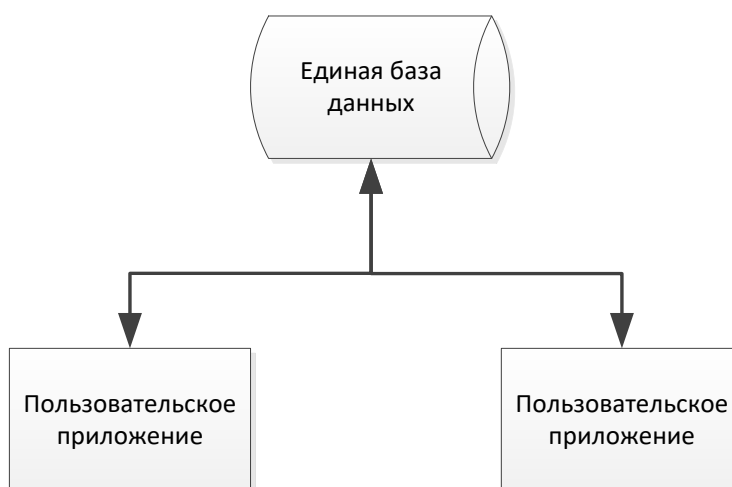 Единая база
данных
Пользовательское
приложение
Пользовательское
приложение